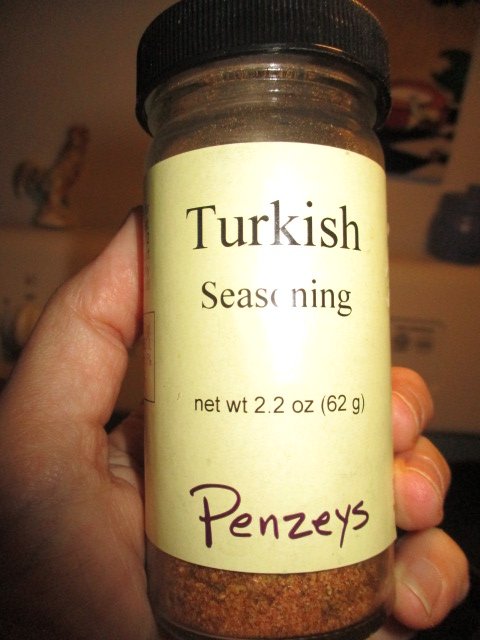 Turkish
Seasoning
net wt 2.2 oz (62 g)
Penzeys